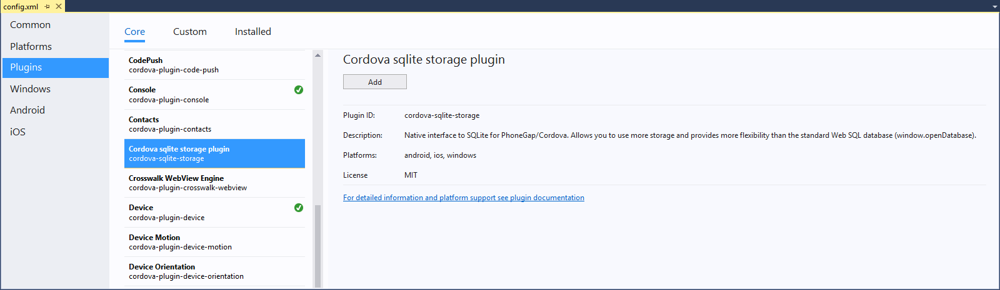 config.xml
Common
Platforms
Plugins
Windows
Android
iOS
Core Custom Installed
CodePush
cordova-plugin-code-push
Console
cordova-plugin-console
Contacts
cordova-plugin-contacts
Cordova sqlite storage plugin
cordova-sqlite-storage
Crosswalk WebView Engine
cordova-plugin-crosswalk-webview
Device
cordova-plugin-device
Device Motion
cordova-plugin-device-motion
Device Orientation
cordova-plugin-device-orientation
Cordova sqlite storage plugin
Add
Plugin ID: cordova-sqlite-storage
Description: Native interface to SQLite for PhoneGap/Cordova. Allows you to use more storage and provides more flexibility than the standard Web SQL database (window.openDatabase).
Platforms: android, ios, windows
License MIT
For detailed information and platform support see plugin documentation